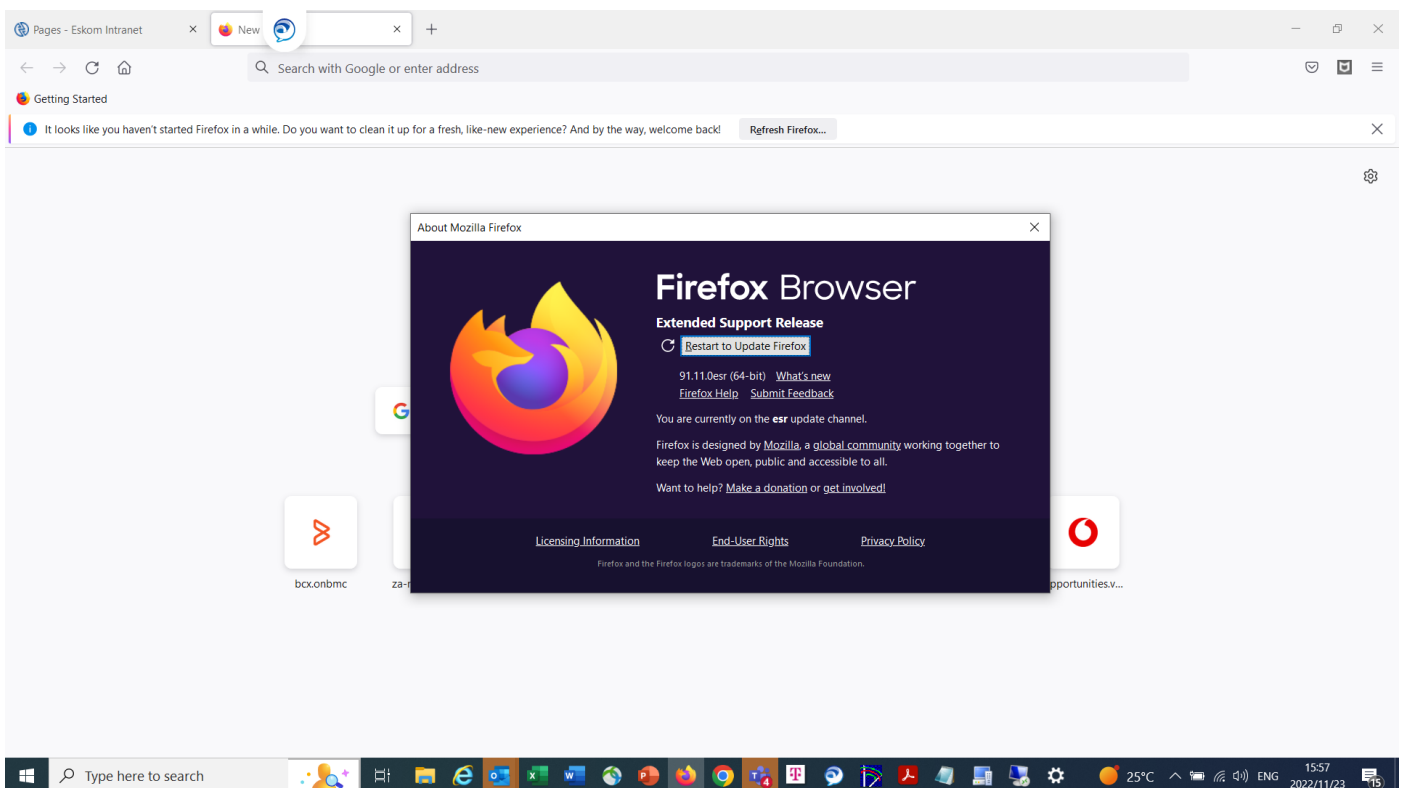 Pages - Eskom Intranet
New
Search with Google or enter address
Getting Started
It looks like you haven't started Firefox in a while. Do you want to clean it up for a fresh, like-new experience? And by the way, welcome back! Refresh Firefox...
About Mozilla Firefox
Firefox Browser
Extended Support Release
Restart to Update Firefox
91.11.0esr (64-bit) What's new
Firefox Help Submit Feedback
You are currently on the esr update channel.
Firefox is designed by Mozilla, a global community working together to
keep the Web open, public and accessible to all.
Want to help? Make a donation or get involved!
Licensing Information End-User Rights Privacy Policy
Firefox and the Firefox logos are trademarks of the Mozilla Foundation.
bcx.onbmc
Type here to search
25°C ENG 15:57
2022/11/23
15